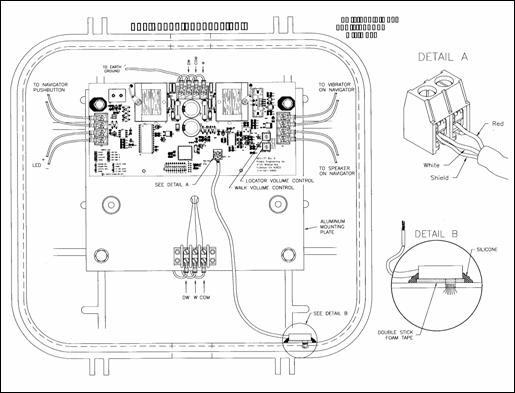 DETAIL A
TO EARTH
GROUND
TO NAVIGATOR
PUSHBUTTON
TO VIBRATOR
ON NAVIGATOR
Red
White
Shield
LED
TO SPEAKER
ON NAVIGATOR
LOCATOR VOLUME CONTROL
WALK VOLUME CONTROL
SEE DETAIL A
ALUMINUM
MOUNTING
PLATE
DETAIL B
SILICONE
DW W COM
SEE DETAIL B
DOUBLE STICK
FOAM TAPE